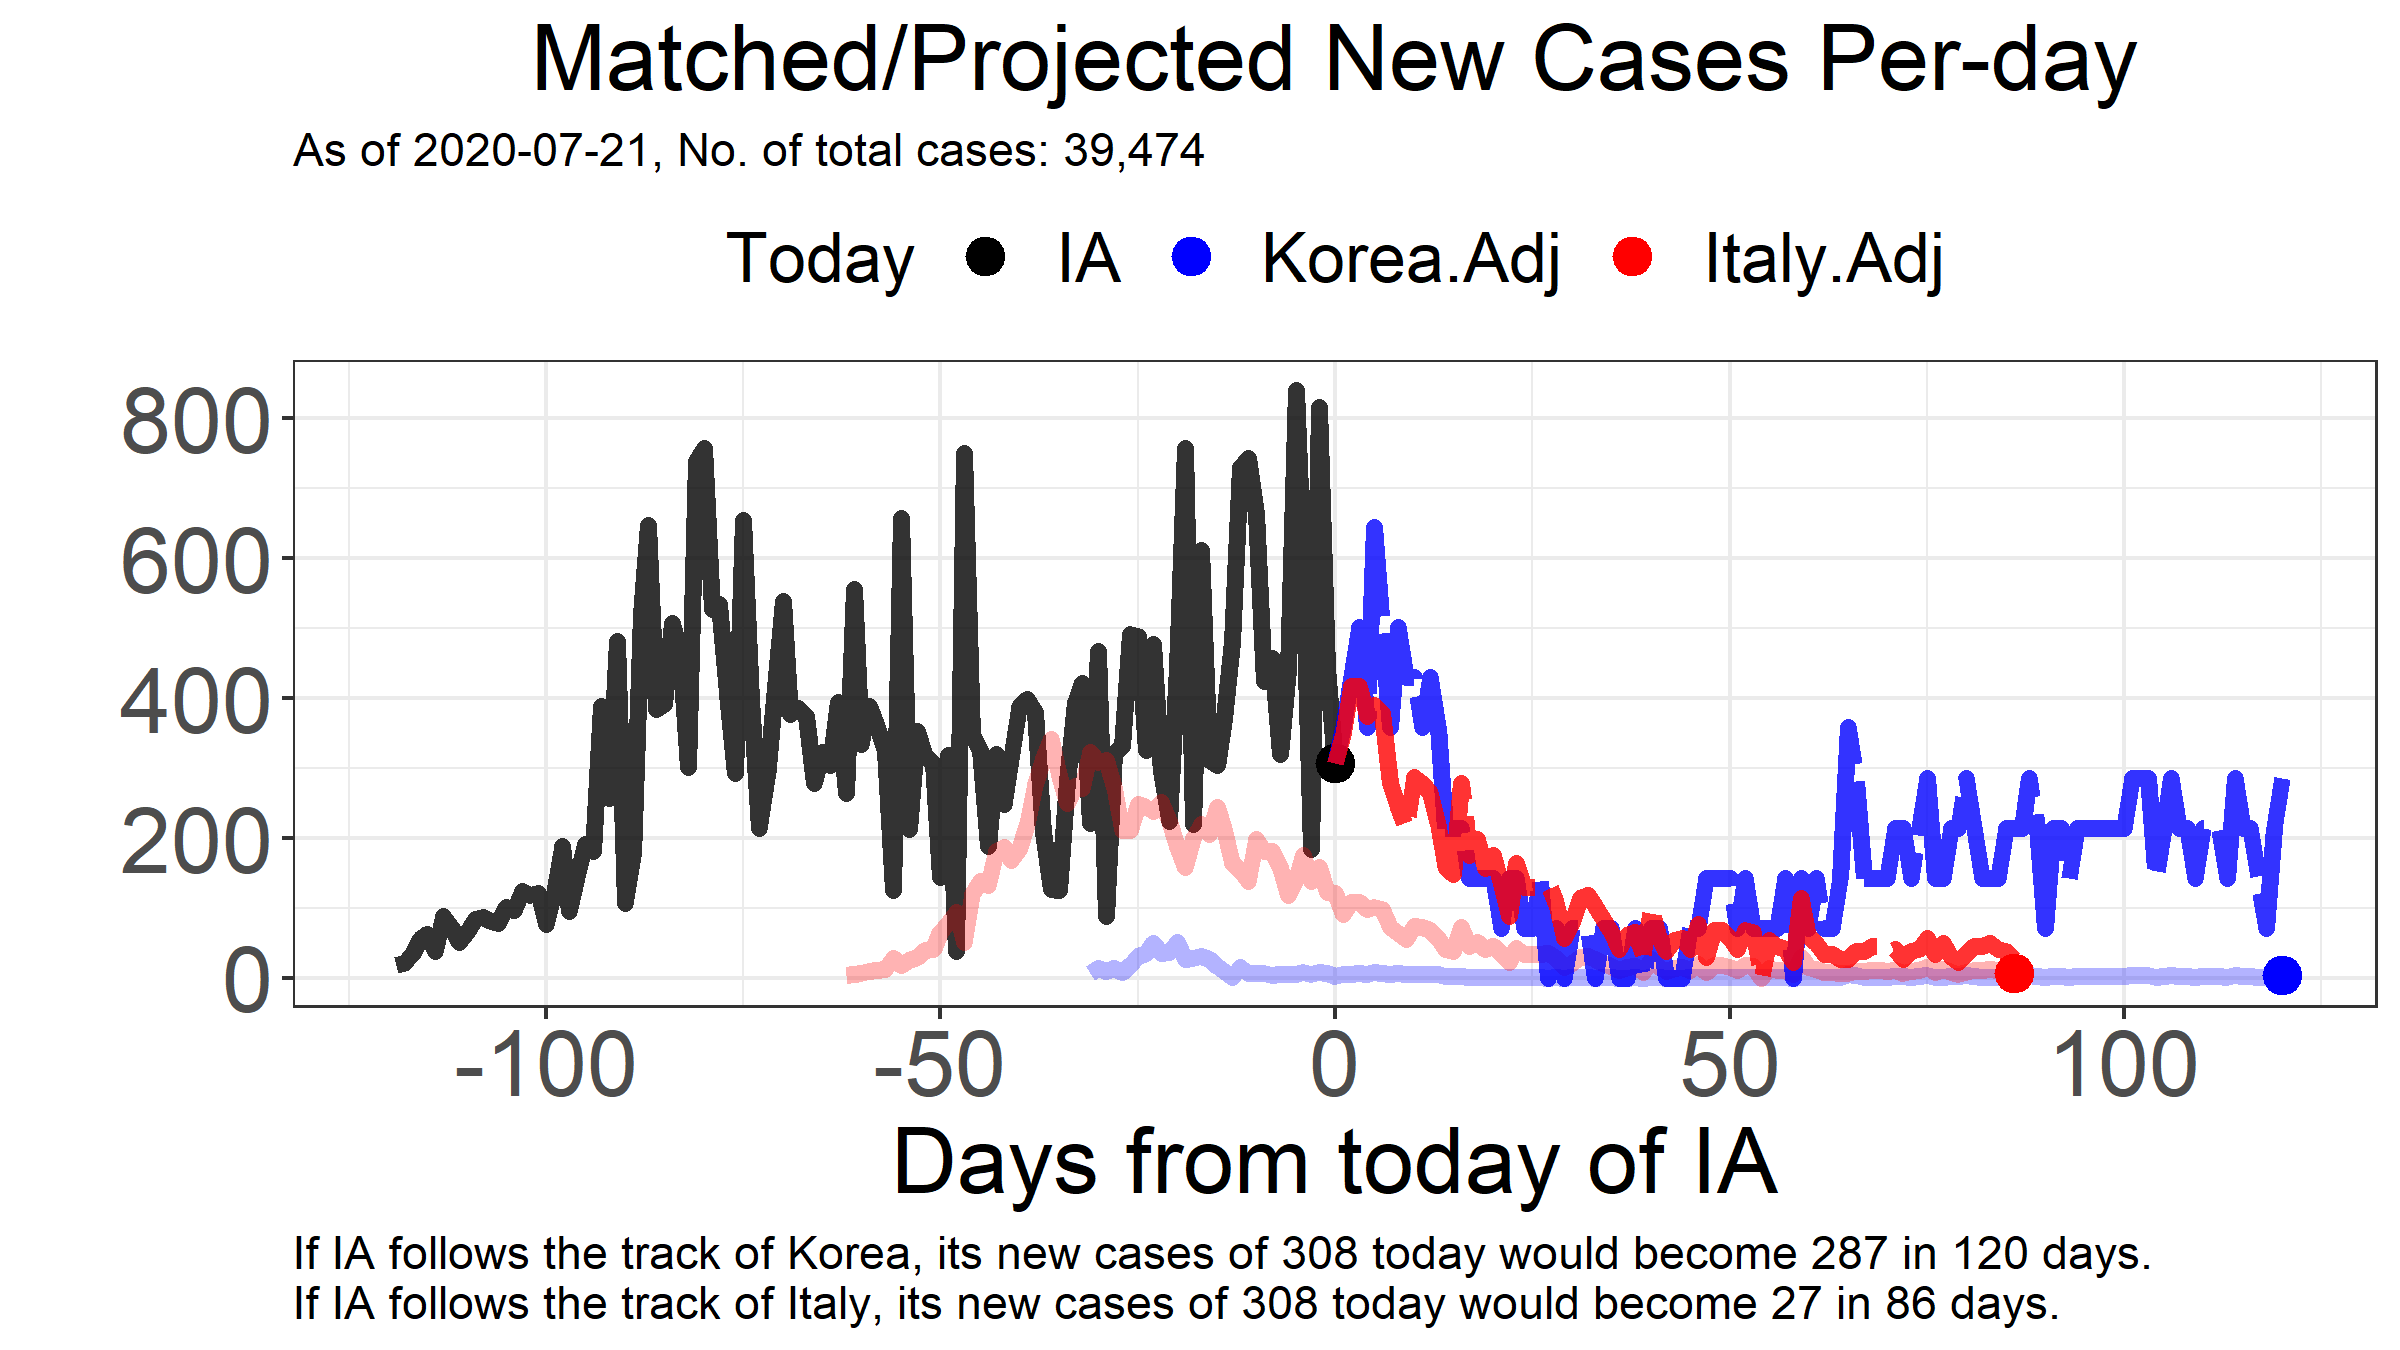 Matched/Projected New Cases Per-day
As of 2020-07-21, No. of total cases: 39,474
Today IA Korea.Adj Italy.Adj
800
600
400
200
0
-100 -50 0 50 100
Days from today of IA
If IA follows the track of Korea, its new cases of 308 today would become 287 in 120 days.
If IA follows the track of Italy, its new cases of 308 today would become 27 in 86 days.